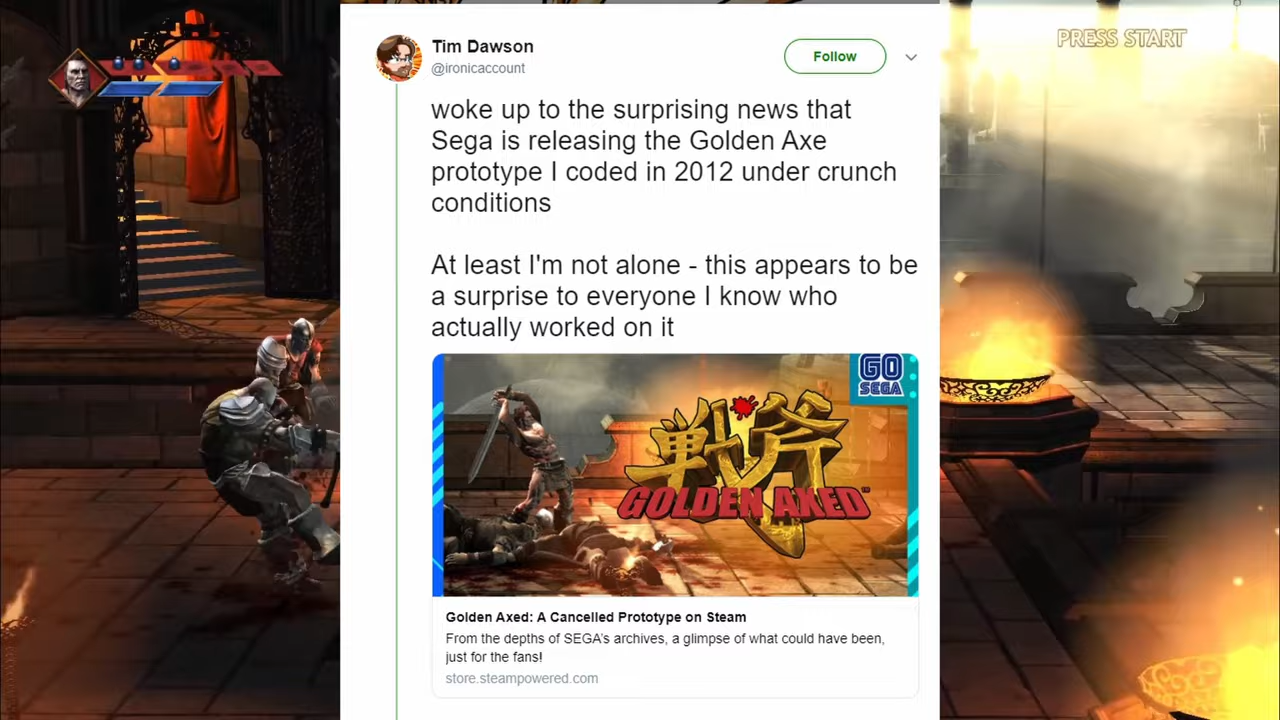 PRESS START
Tim Dawson
@ironicaccount
Follow
woke up to the surprising news that
Sega is releasing the Golden Axe
prototype I coded in 2012 under crunch
conditions
At least I'm not alone - this appears to be
a surprise to everyone I know who
actually worked on it
GO
SEGA
戦斧
GOLDEN AXED™
Golden Axed: A Cancelled Prototype on Steam
From the depths of SEGA's archives, a glimpse of what could have been,
just for the fans!
store.steampowered.com